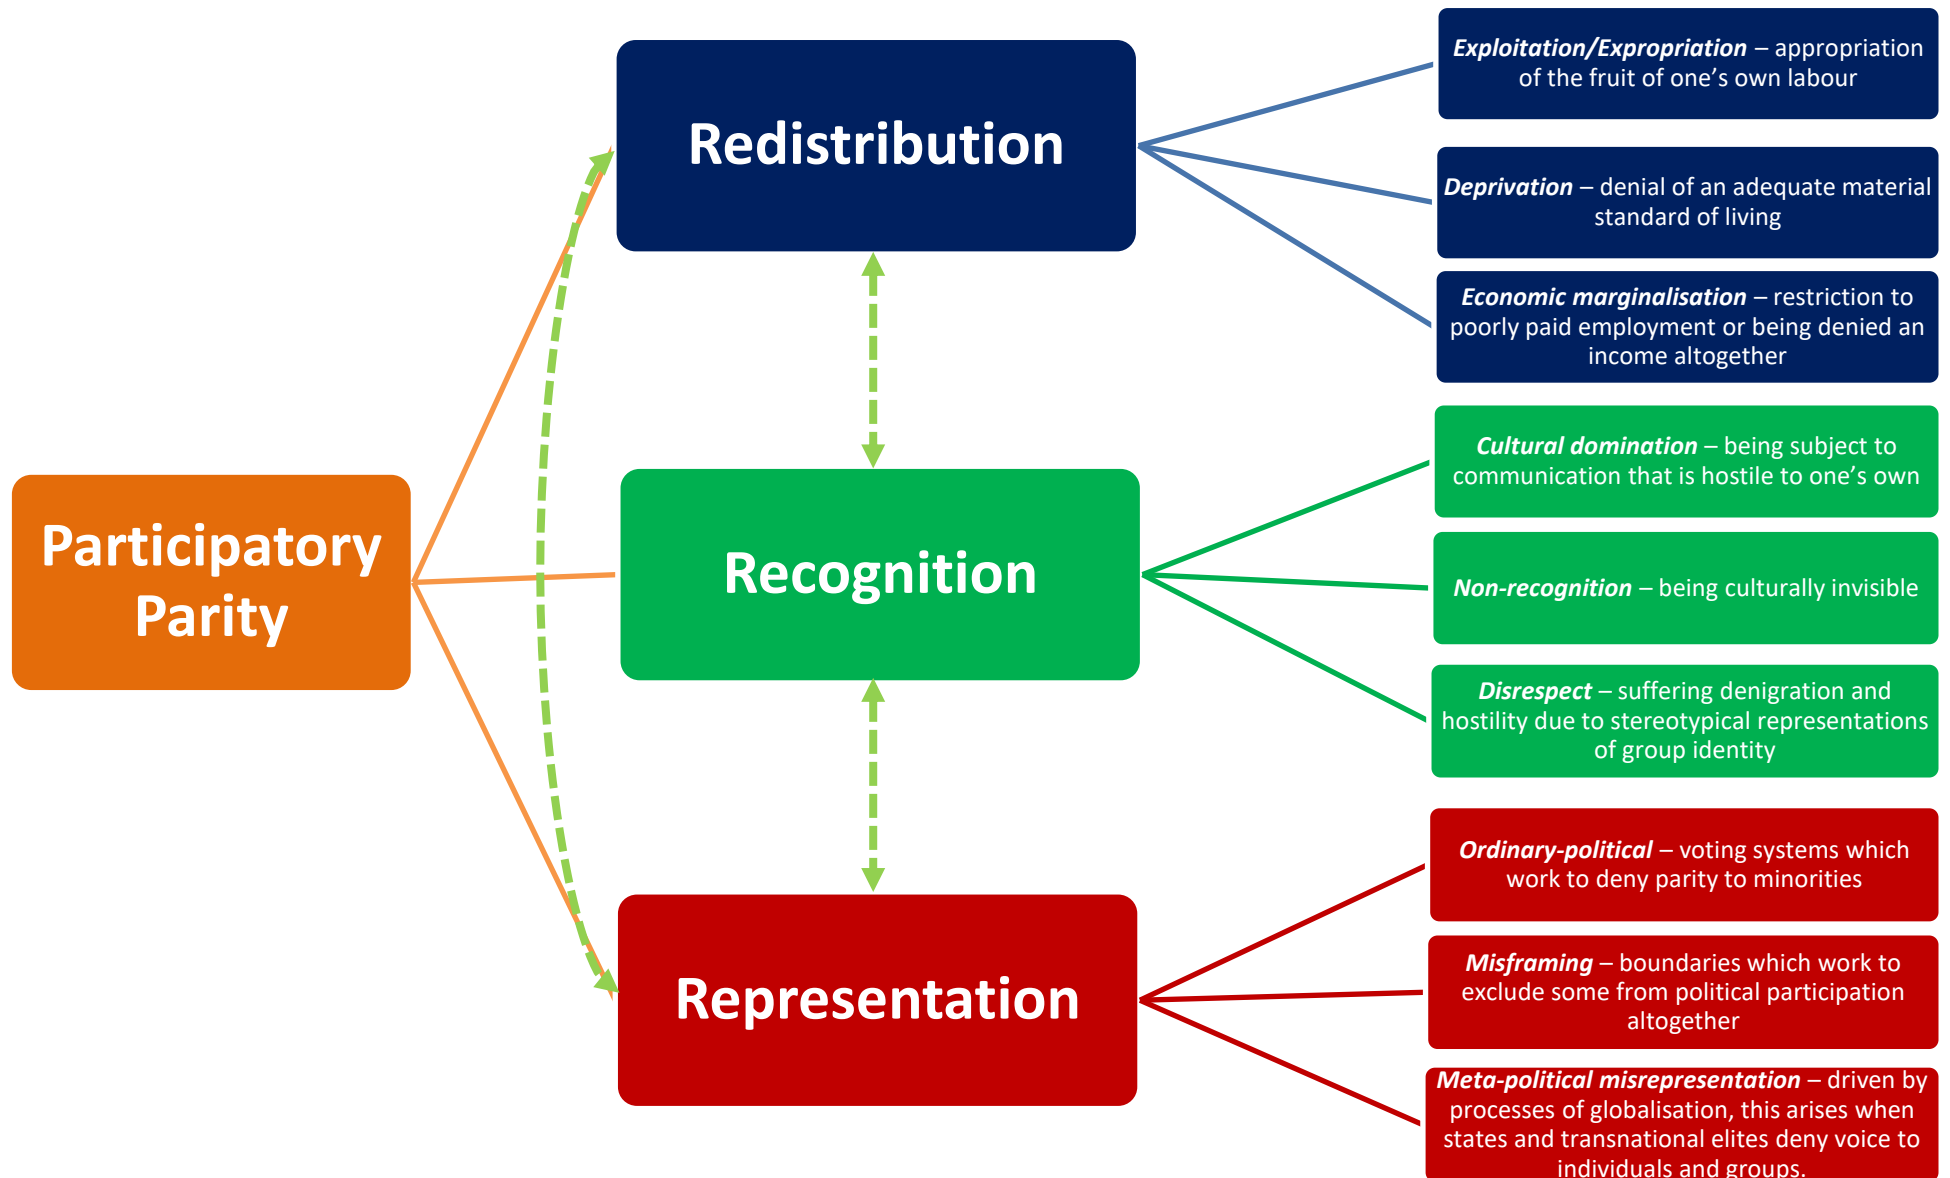 Participatory
Parity
Redistribution
Exploitation/Expropriation – appropriation
of the fruit of one’s own labour
Deprivation – denial of an adequate material
standard of living
Economic marginalisation – restriction to
poorly paid employment or being denied an
income altogether
Recognition
Cultural domination – being subject to
communication that is hostile to one’s own
Non-recognition – being culturally invisible
Disrespect – suffering denigration and
hostility due to stereotypical representations
of group identity
Representation
Ordinary-political – voting systems which
work to deny parity to minorities
Misframing – boundaries which work to
exclude some from political participation
altogether
Meta-political misrepresentation – driven by
processes of globalisation, this arises when
states and transnational elites deny voice to
individuals and groups.